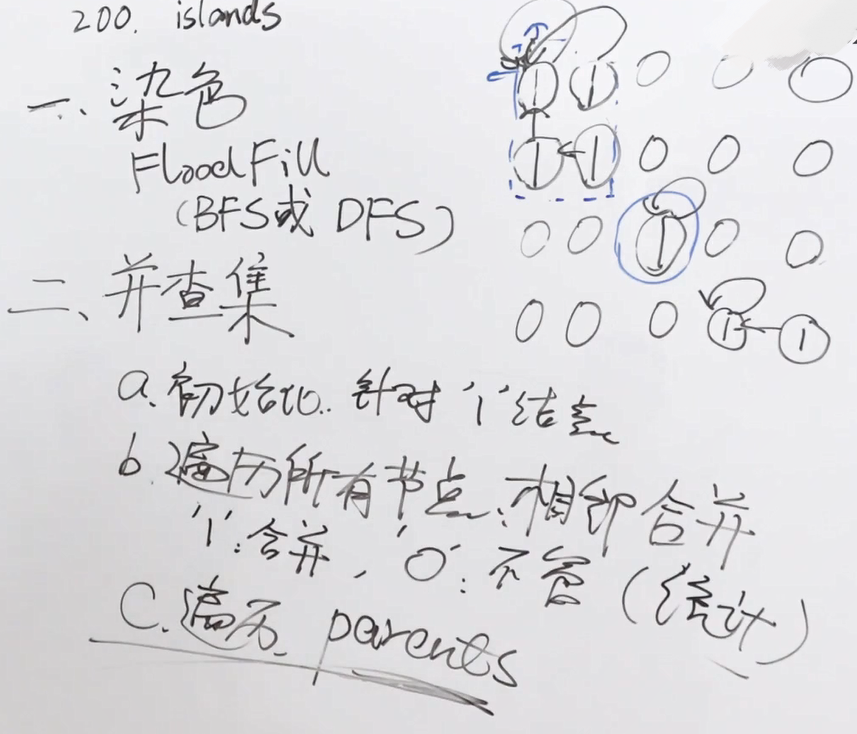 200. islands
一、染色
FloodFill
(BFS或 DFS)
二、并查集
a. 初始化.. 针对 '1' 结点
b. 遍历所有节点、相邻合并
'1': 合并, '0': 不管 (统计)
C. 遍历 parents
1 1 0 0 0
1 1 0 0 0
0 0 1 0 0
0 0 0 1 1